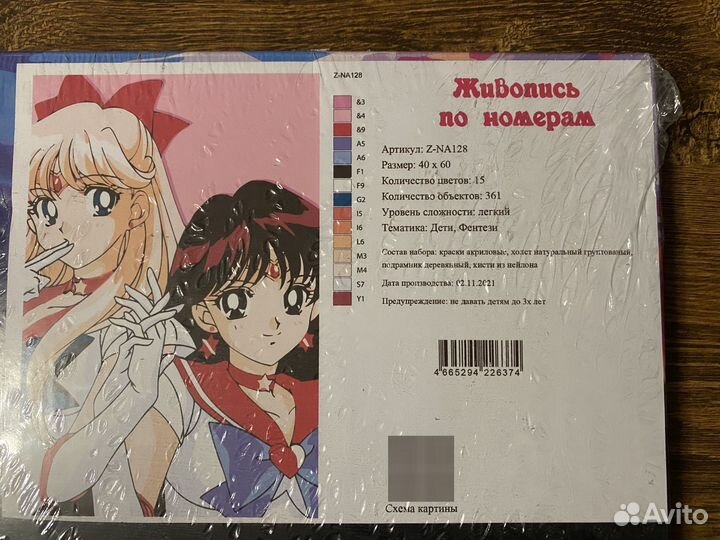 Z-NA128
&3
&4
&9
A5
A6
F1
F9
G2
I5
I6
L6
M3
M4
S7
Y1
Живопись
по номерам
Артикул: Z-NA128
Размер: 40 x 60
Количество цветов: 15
Количество объектов: 361
Уровень сложности: легкий
Тематика: Дети, Фентези
Состав набора: краски акриловые, холст натуральный грунтованый,
подрамник деревянный, кисти из нейлона
Дата производства: 02.11.2021
Предупреждение: не давать детям до 3х лет
4 665294 226374
Схема картины
Avito